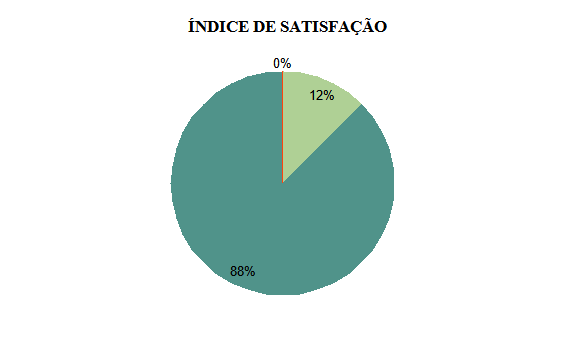 ÍNDICE DE SATISFAÇÃO
0%
12%
88%